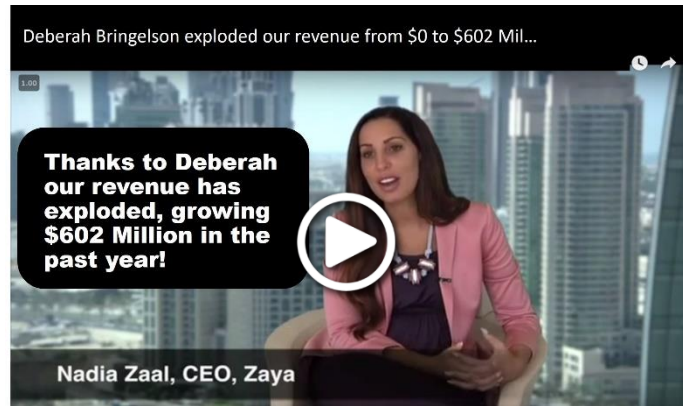 Deberah Bringelson exploded our revenue from $0 to $602 Mil...
1.00
Thanks to Deberah
our revenue has
exploded, growing
$602 Million in the
past year!
Nadia Zaal, CEO, Zaya